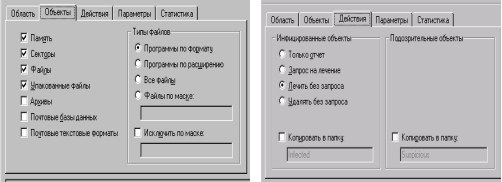 Область Объекты Действия Параметры Статистика
Память
Секторы
Файлы
Упакованные файлы
Архивы
Почтовые базы данных
Почтовые текстовые форматы
Типы файлов
Программы по формату
Программы по расширению
Все файлы
Файлы по маске:
Исключить по маске:
Область Объекты Действия Параметры Статистика
Инфицированные объекты
Только отчет
Запрос на лечение
Лечить без запроса
Удалять без запроса
Копировать в папку:
Infected
Подозрительные объекты
Копировать в папку:
Suspicious